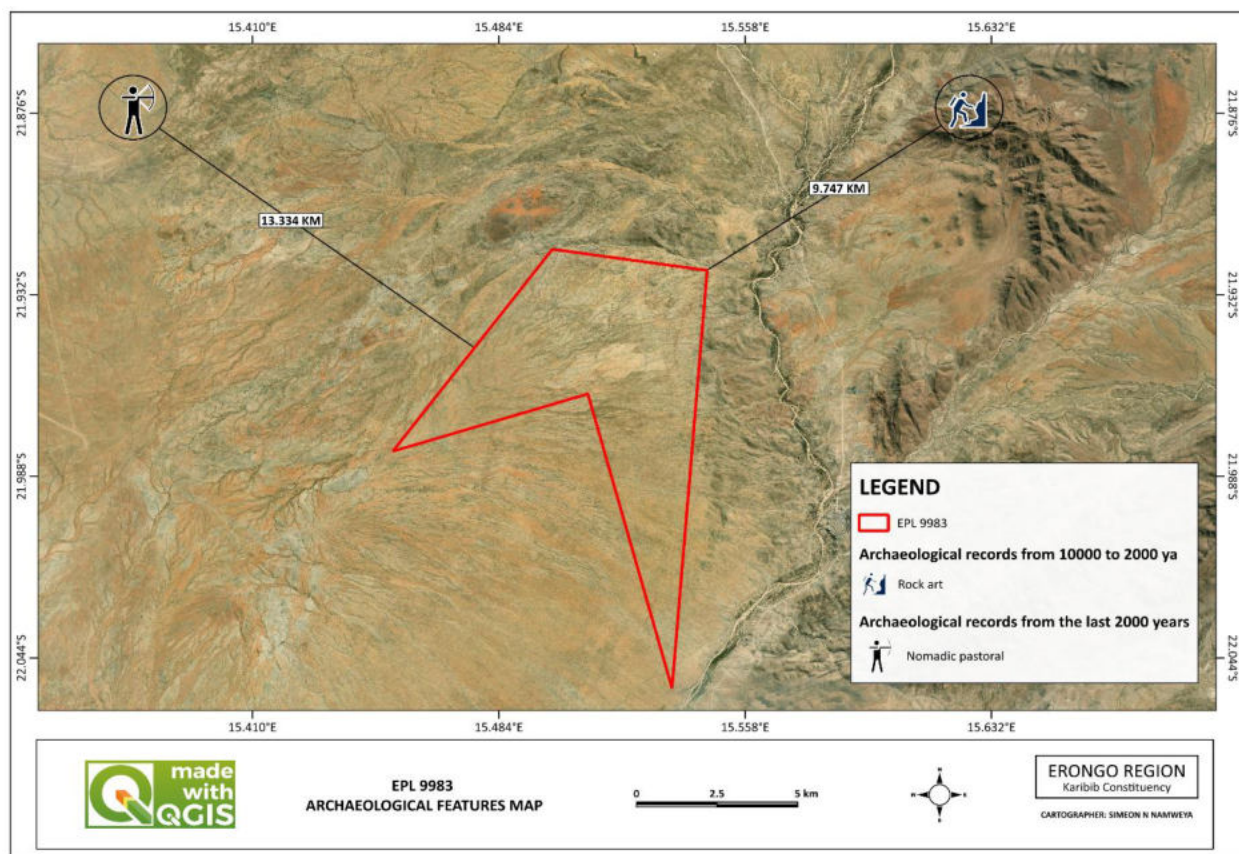 15.410°E 15.484°E 15.558°E 15.632°E
21.876°S 21.876°S
13.334 KM
9.747 KM
21.932°S 21.932°S
21.988°S 21.988°S
22.044°S 22.044°S
LEGEND
EPL 9983
Archaeological records from 10000 to 2000 ya
Rock art
Archaeological records from the last 2000 years
Nomadic pastoral
15.410°E 15.484°E 15.558°E 15.632°E
made
with
QGIS
EPL 9983
ARCHAEOLOGICAL FEATURES MAP
0 2.5 5 km
N
E
S
ERONGO REGION
Karibib Constituency
CARTOGRAPHER: SIMEON N NAMWEYA